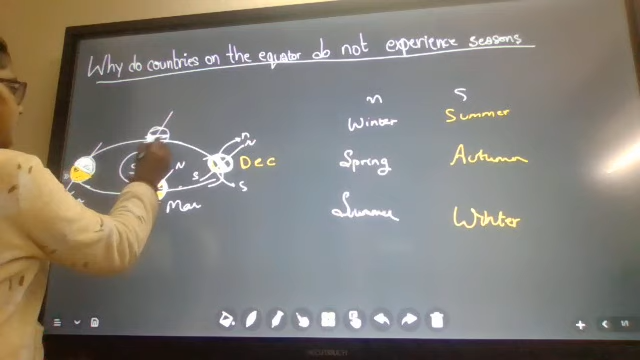 Why do countries on the equator do not experience seasons
n S
Winter Summer
Spring Autumn
Summer Winter
n
N
Dec
S
N
S
Mar